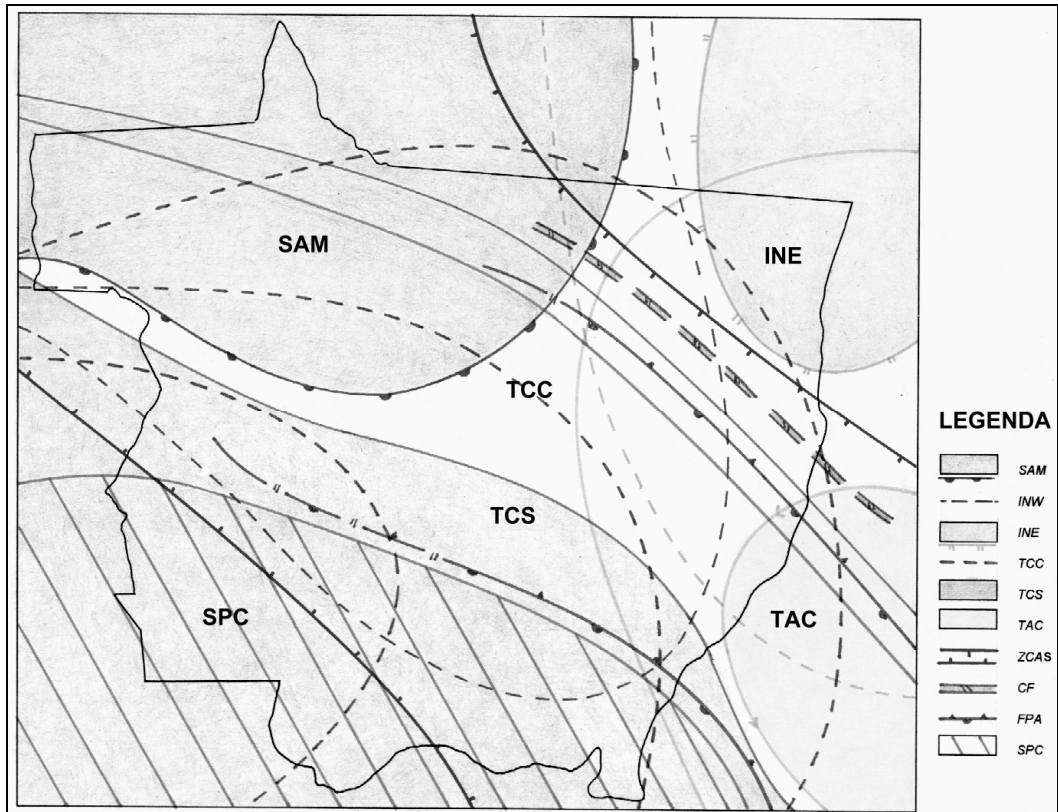 SAM
INE
TCC
TCS
SPC
TAC
LEGENDA
SAM
INW
INE
TCC
TCS
TAC
ZCAS
CF
FPA
SPC